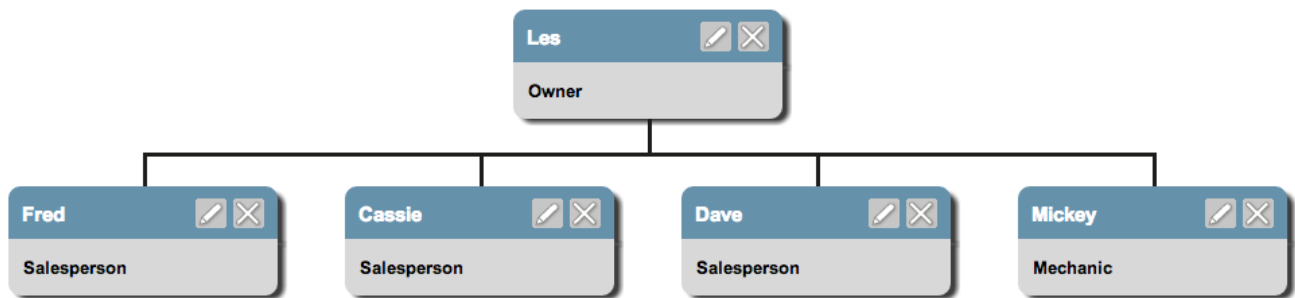 Les
Owner
Fred
Salesperson
Cassie
Salesperson
Dave
Salesperson
Mickey
Mechanic